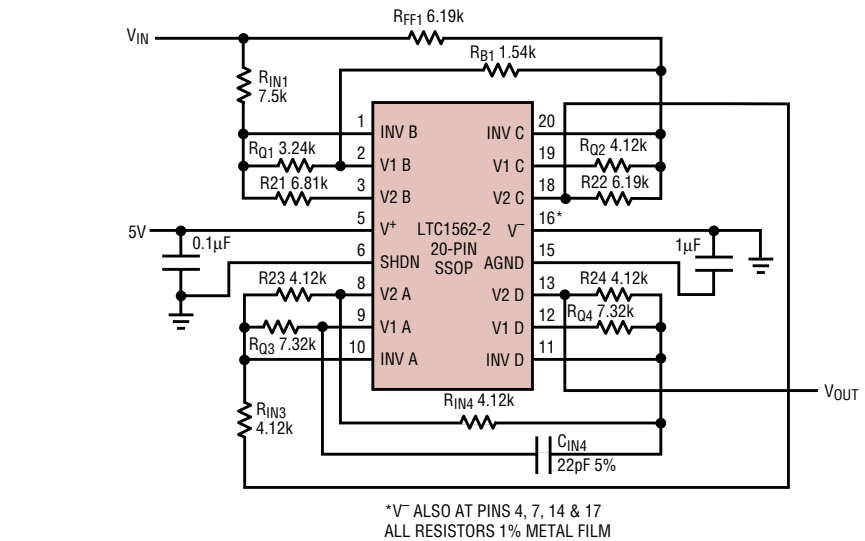 RFF1 6.19k
VIN
RB1 1.54k
RIN1
7.5k
1
INV B
INV C
20
RQ1 3.24k
2
V1 B
V1 C
19
RQ2 4.12k
R21 6.81k
3
V2 B
V2 C
18
R22 6.19k
5V
0.1µF
5
V+
LTC1562-2
V–
16*
1µF
20-PIN
6
SHDN
SSOP
AGND
15
R23 4.12k
8
V2 A
V2 D
13
R24 4.12k
RQ3 7.32k
9
V1 A
V1 D
12
RQ4 7.32k
10
INV A
INV D
11
VOUT
RIN3
4.12k
RIN4 4.12k
CIN4
22pF 5%
*V– ALSO AT PINS 4, 7, 14 & 17
ALL RESISTORS 1% METAL FILM